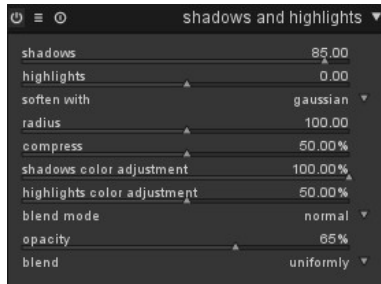 shadows and highlights
shadows 85.00
highlights 0.00
soften with gaussian
radius 100.00
compress 50.00%
shadows color adjustment 100.00%
highlights color adjustment 50.00%
blend mode normal
opacity 65%
blend uniformly